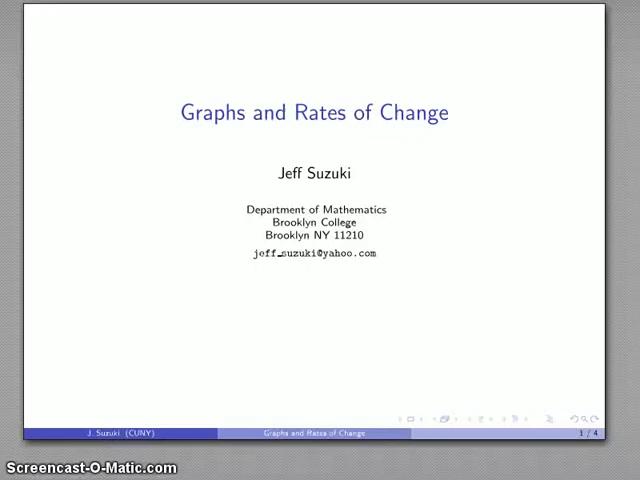 Graphs and Rates of Change
Jeff Suzuki
Department of Mathematics
Brooklyn College
Brooklyn NY 11210
jeff_suzuki@yahoo.com
J. Suzuki (CUNY)
Graphs and Rates of Change
1 / 4
Screencast-O-Matic.com